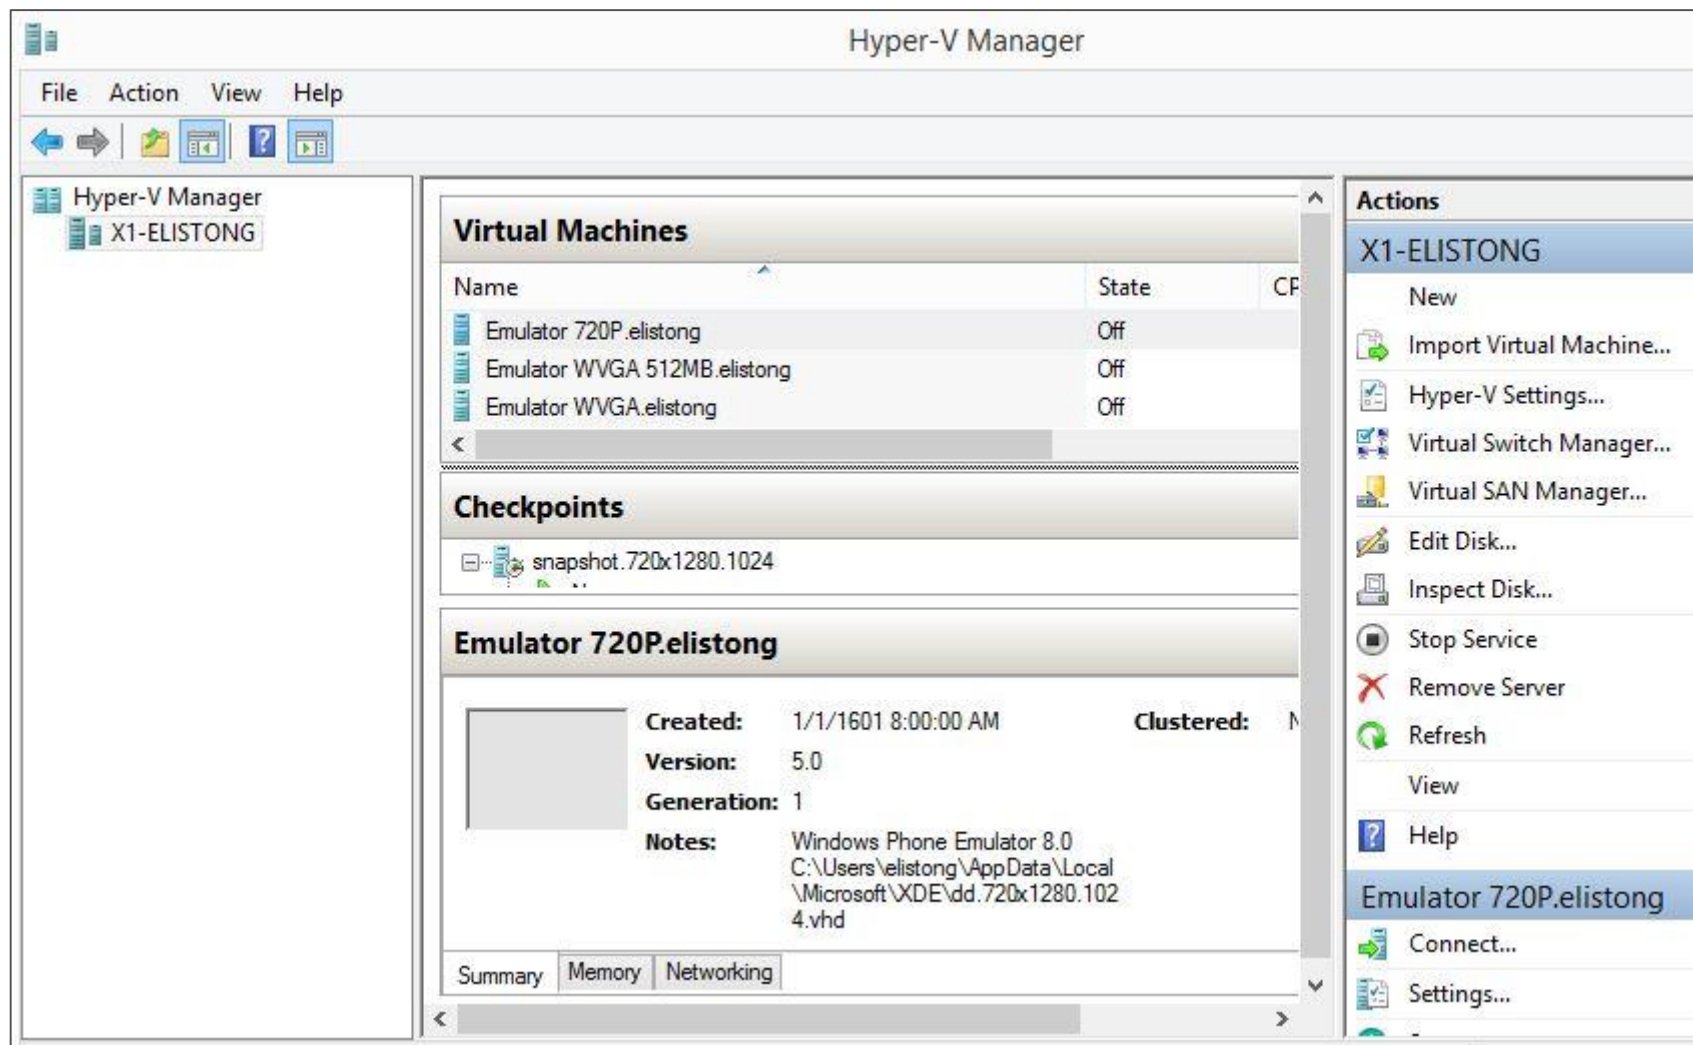 Hyper-V Manager
File Action View Help
Hyper-V Manager
X1-ELISTONG
Virtual Machines
Name State CP
Emulator 720P.elistong Off
Emulator WVGA 512MB.elistong Off
Emulator WVGA.elistong Off
Checkpoints
snapshot.720x1280.1024
Emulator 720P.elistong
Created: 1/1/1601 8:00:00 AM Clustered: N
Version: 5.0
Generation: 1
Notes: Windows Phone Emulator 8.0
C:\Users\elistong\AppData\Local
\Microsoft\XDE\dd.720x1280.102
4.vhd
Summary Memory Networking
Actions
X1-ELISTONG
New
Import Virtual Machine...
Hyper-V Settings...
Virtual Switch Manager...
Virtual SAN Manager...
Edit Disk...
Inspect Disk...
Stop Service
Remove Server
Refresh
View
Help
Emulator 720P.elistong
Connect...
Settings...